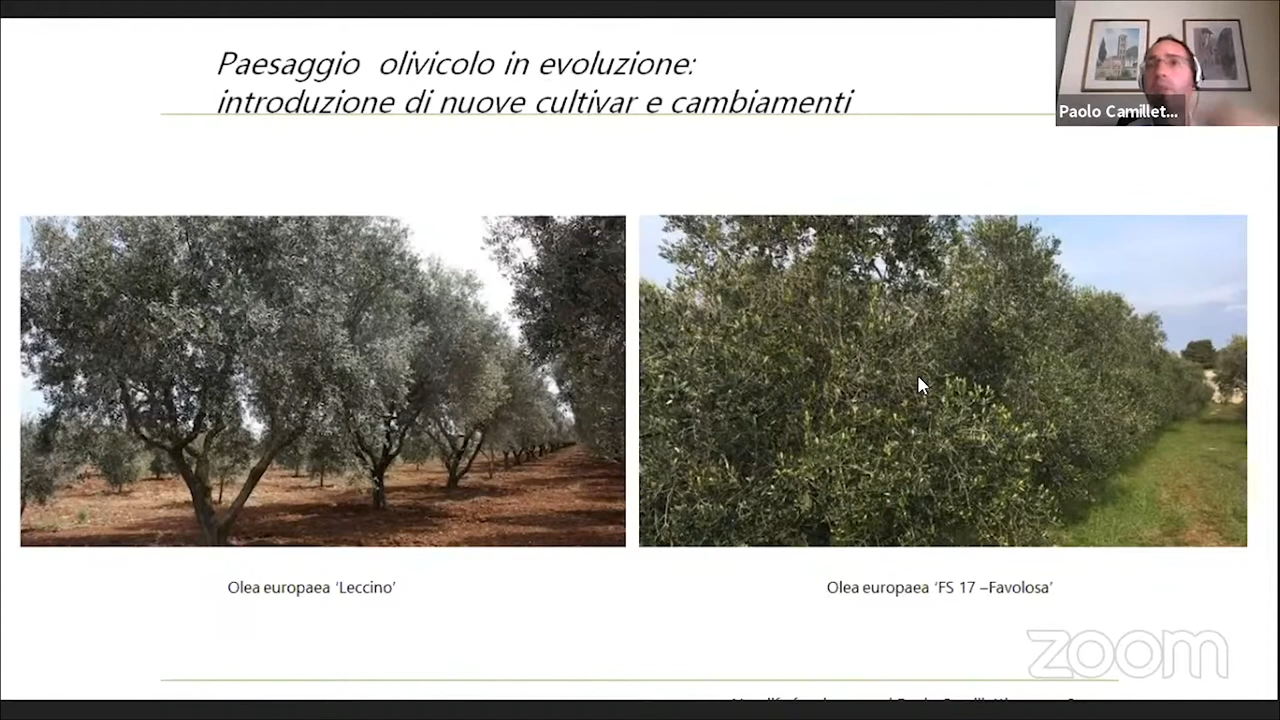 Paesaggio olivicolo in evoluzione:
introduzione di nuove cultivar e cambiamenti
Paolo Camillet...
Olea europaea ‘Leccino’
Olea europaea ‘FS 17 –Favolosa’
zoom